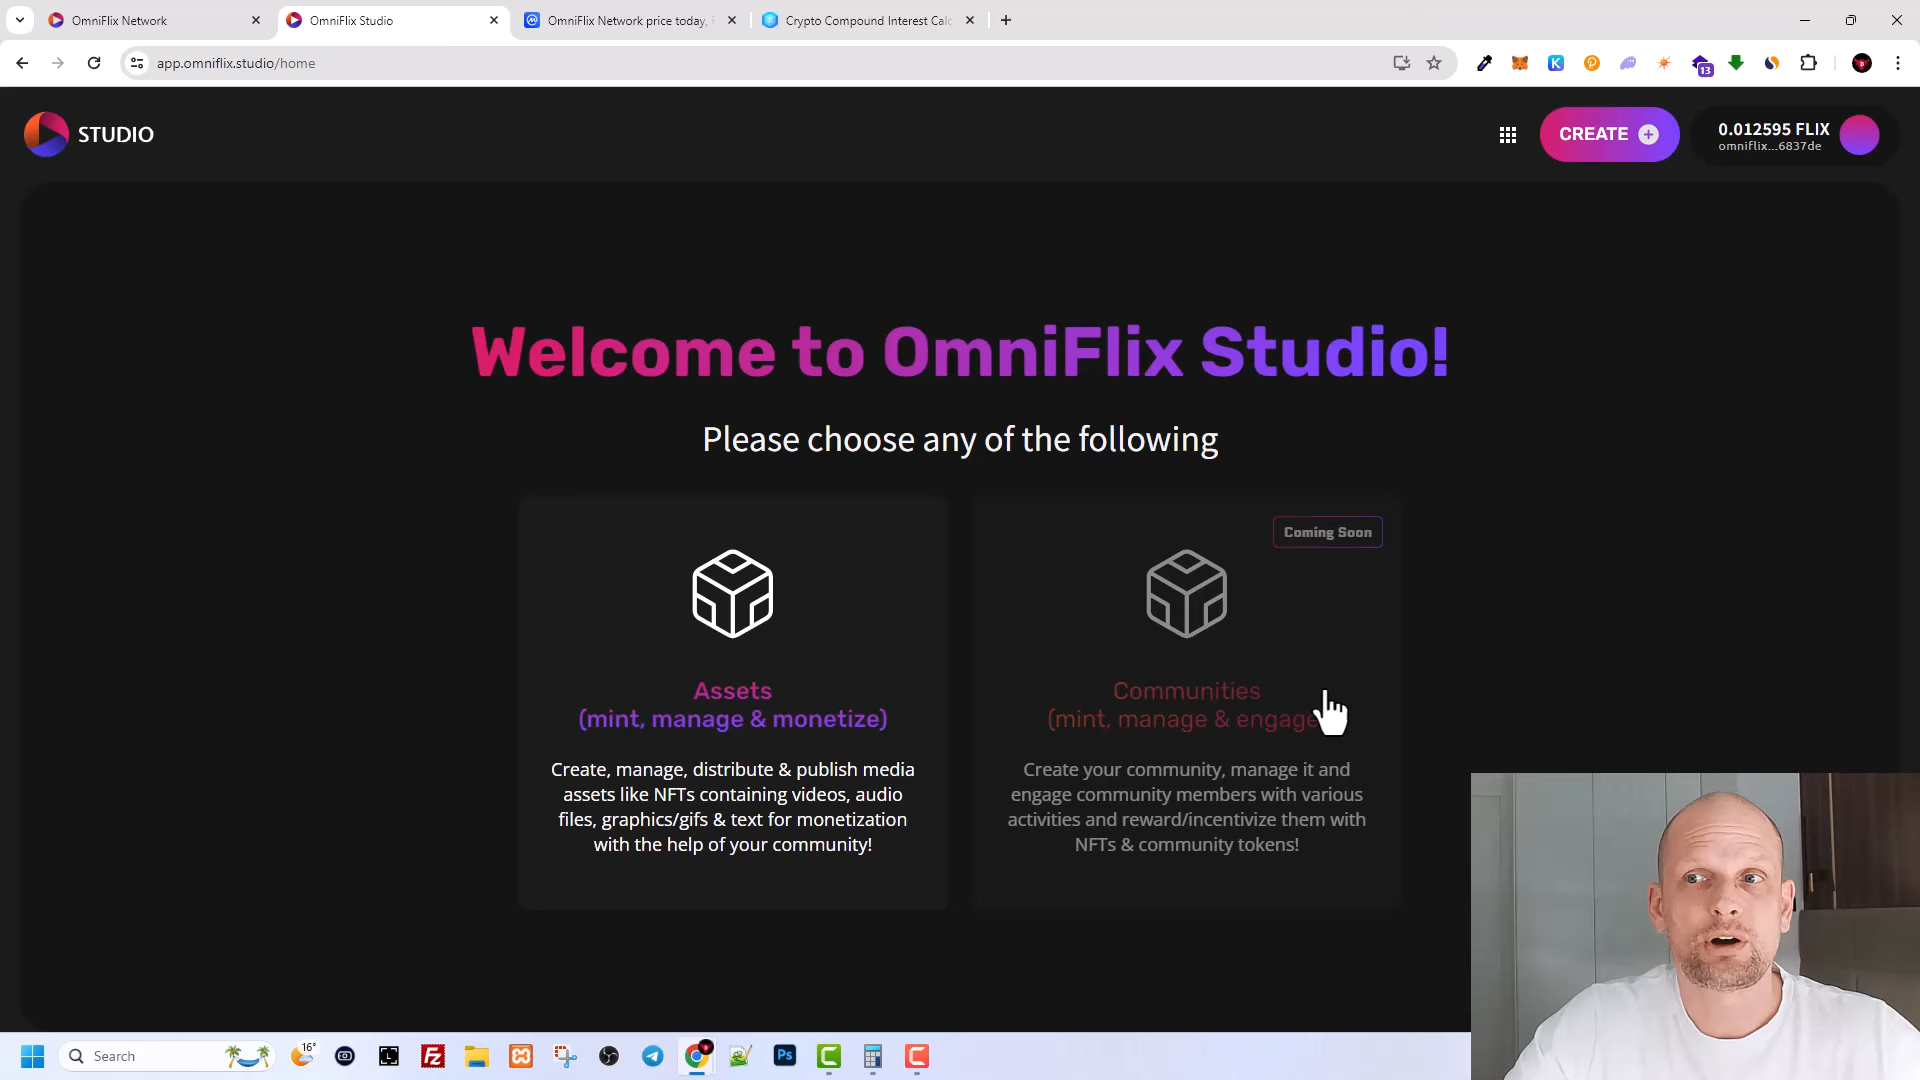 OmniFlix Network
OmniFlix Studio
OmniFlix Network price today,
Crypto Compound Interest Calc
app.omniflix.studio/home
13
STUDIO
CREATE
0.012595 FLIX
omniflix...6837de
Welcome to OmniFlix Studio!
Please choose any of the following
Assets
(mint, manage & monetize)
Create, manage, distribute & publish media
assets like NFTs containing videos, audio
files, graphics/gifs & text for monetization
with the help of your community!
Coming Soon
Communities
(mint, manage & engage
Create your community, manage it and
engage community members with various
activities and reward/incentivize them with
NFTs & community tokens!
Search
16°
Ps